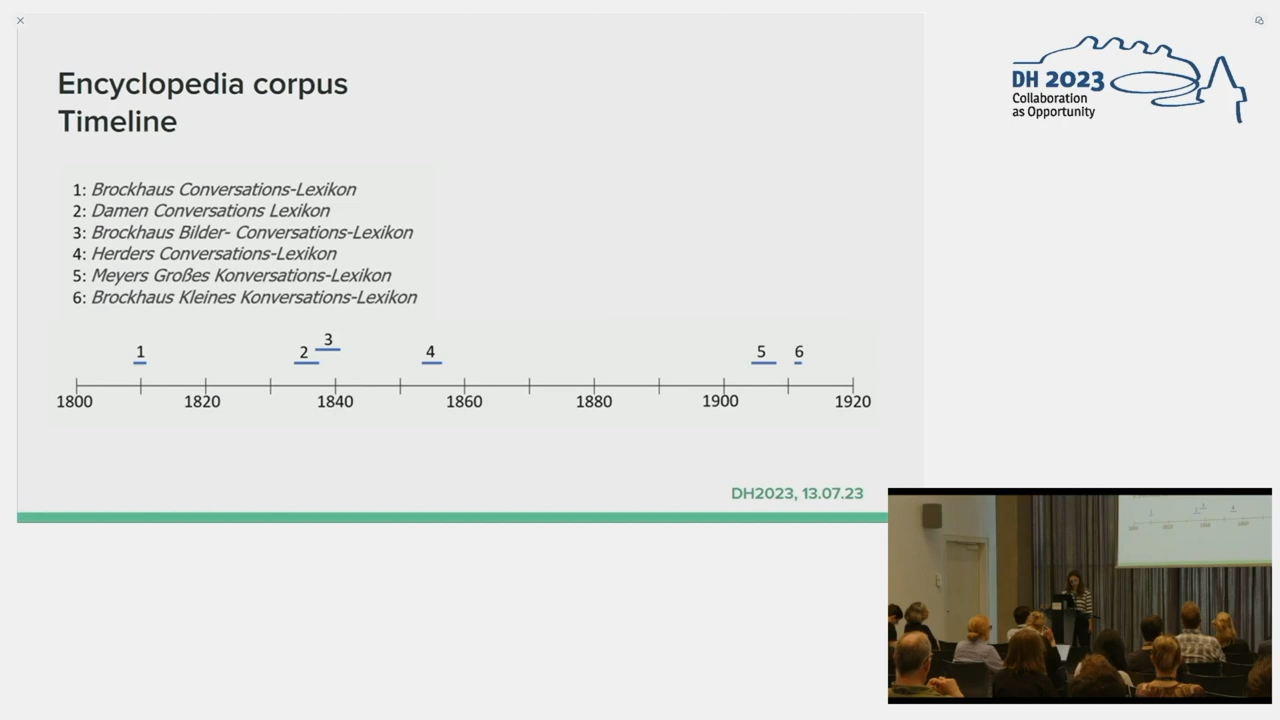 Encyclopedia corpus
Timeline
1: Brockhaus Conversations-Lexikon
2: Damen Conversations Lexikon
3: Brockhaus Bilder- Conversations-Lexikon
4: Herders Conversations-Lexikon
5: Meyers Großes Konversations-Lexikon
6: Brockhaus Kleines Konversations-Lexikon
1 2 3 4 5 6
1800 1820 1840 1860 1880 1900 1920
DH2023, 13.07.23
DH 2023
Collaboration
as Opportunity